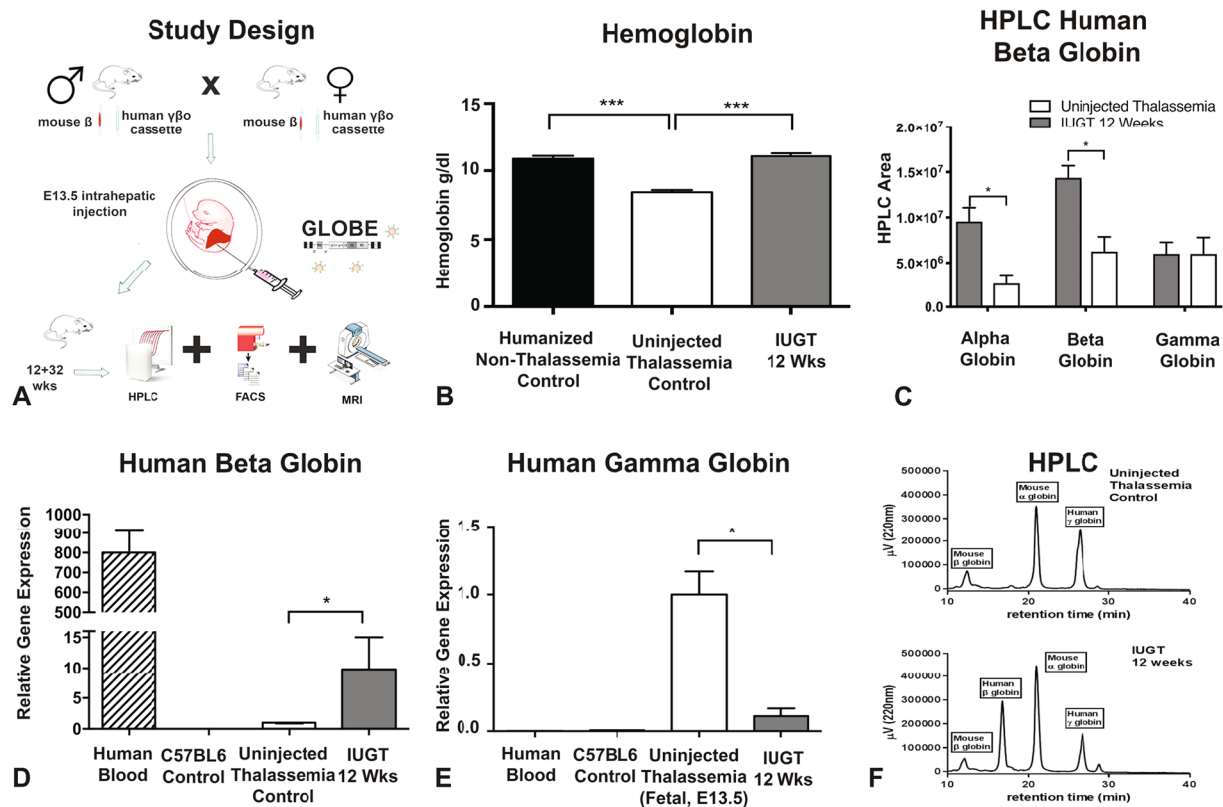 Study Design
♂ X ♀
mouse ß
human γβo
cassette
mouse ß
human γβo
cassette
E13.5 intrahepatic
injection
GLOBE
12+32
wks
HPLC
FACS
MRI
A
Hemoglobin
Hemoglobin g/dl
15
10
5
0
***
***
Humanized
Non-Thalassemia
Control
Uninjected
Thalassemia
Control
IUGT
12 Wks
B
HPLC Human
Beta Globin
Uninjected Thalassemia
IUGT 12 Weeks
HPLC Area
2.0×10⁷
1.5×10⁷
1.0×10⁷
5.0×10⁶
0.0
*
*
Alpha
Globin
Beta
Globin
Gamma
Globin
C
Human Beta Globin
Relative Gene Expression
1000
900
800
700
600
500
15
10
5
0
*
Human
Blood
C57BL6
Control
Uninjected
Thalassemia
Control
IUGT
12 Wks
D
Human Gamma Globin
Relative Gene Expression
1.5
1.0
0.5
0.0
*
Human
Blood
C57BL6
Control
Uninjected
Thalassemia
(Fetal, E13.5)
IUGT
12 Wks
E
HPLC
Uninjected
Thalassemia
Control
µV (220nm)
500000
400000
300000
200000
100000
0
Mouse
β globin
Mouse
α globin
Human
γ globin
10 20 30 40
retention time (min)
IUGT
12 weeks
µV (220nm)
500000
400000
300000
200000
100000
0
Mouse
β globin
Human
β globin
Mouse
α globin
Human
γ globin
10 20 30 40
retention time (min)
F